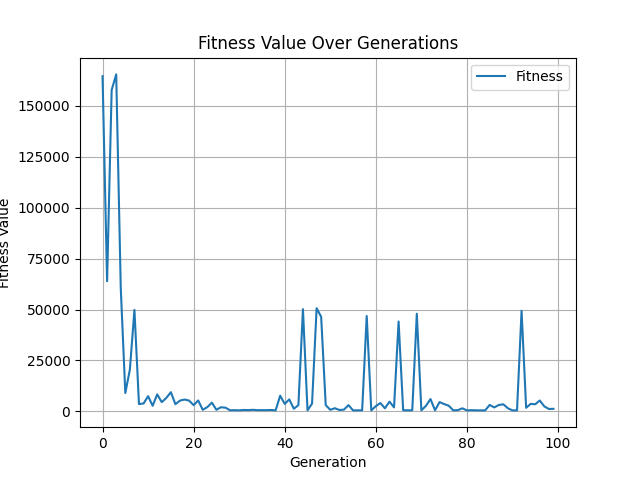 Fitness Value Over Generations
Fitness
150000
125000
100000
75000
50000
25000
0
Fitness Value
0 20 40 60 80 100
Generation